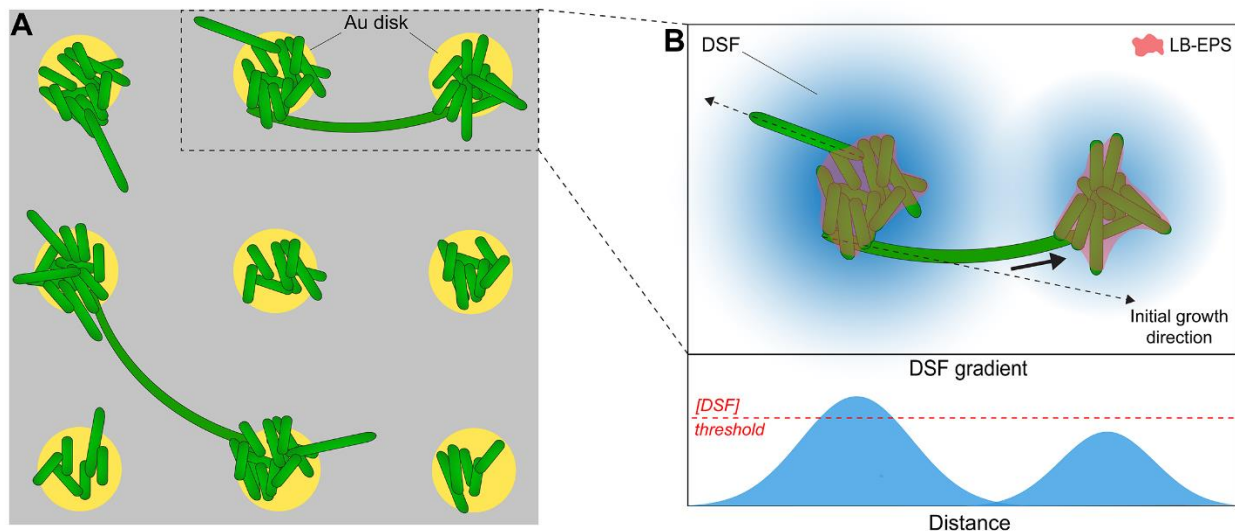 A
Au disk
B
DSF
LB-EPS
Initial growth
direction
DSF gradient
[DSF]
threshold
Distance